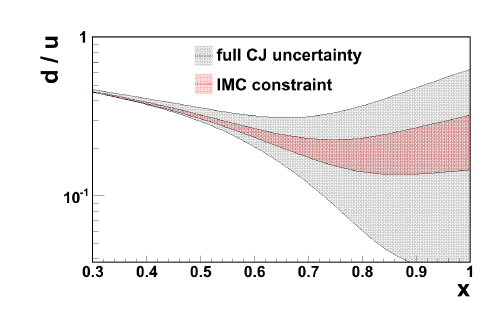 d / u
1
full CJ uncertainty
IMC constraint
10-1
0.3 0.4 0.5 0.6 0.7 0.8 0.9 1
x